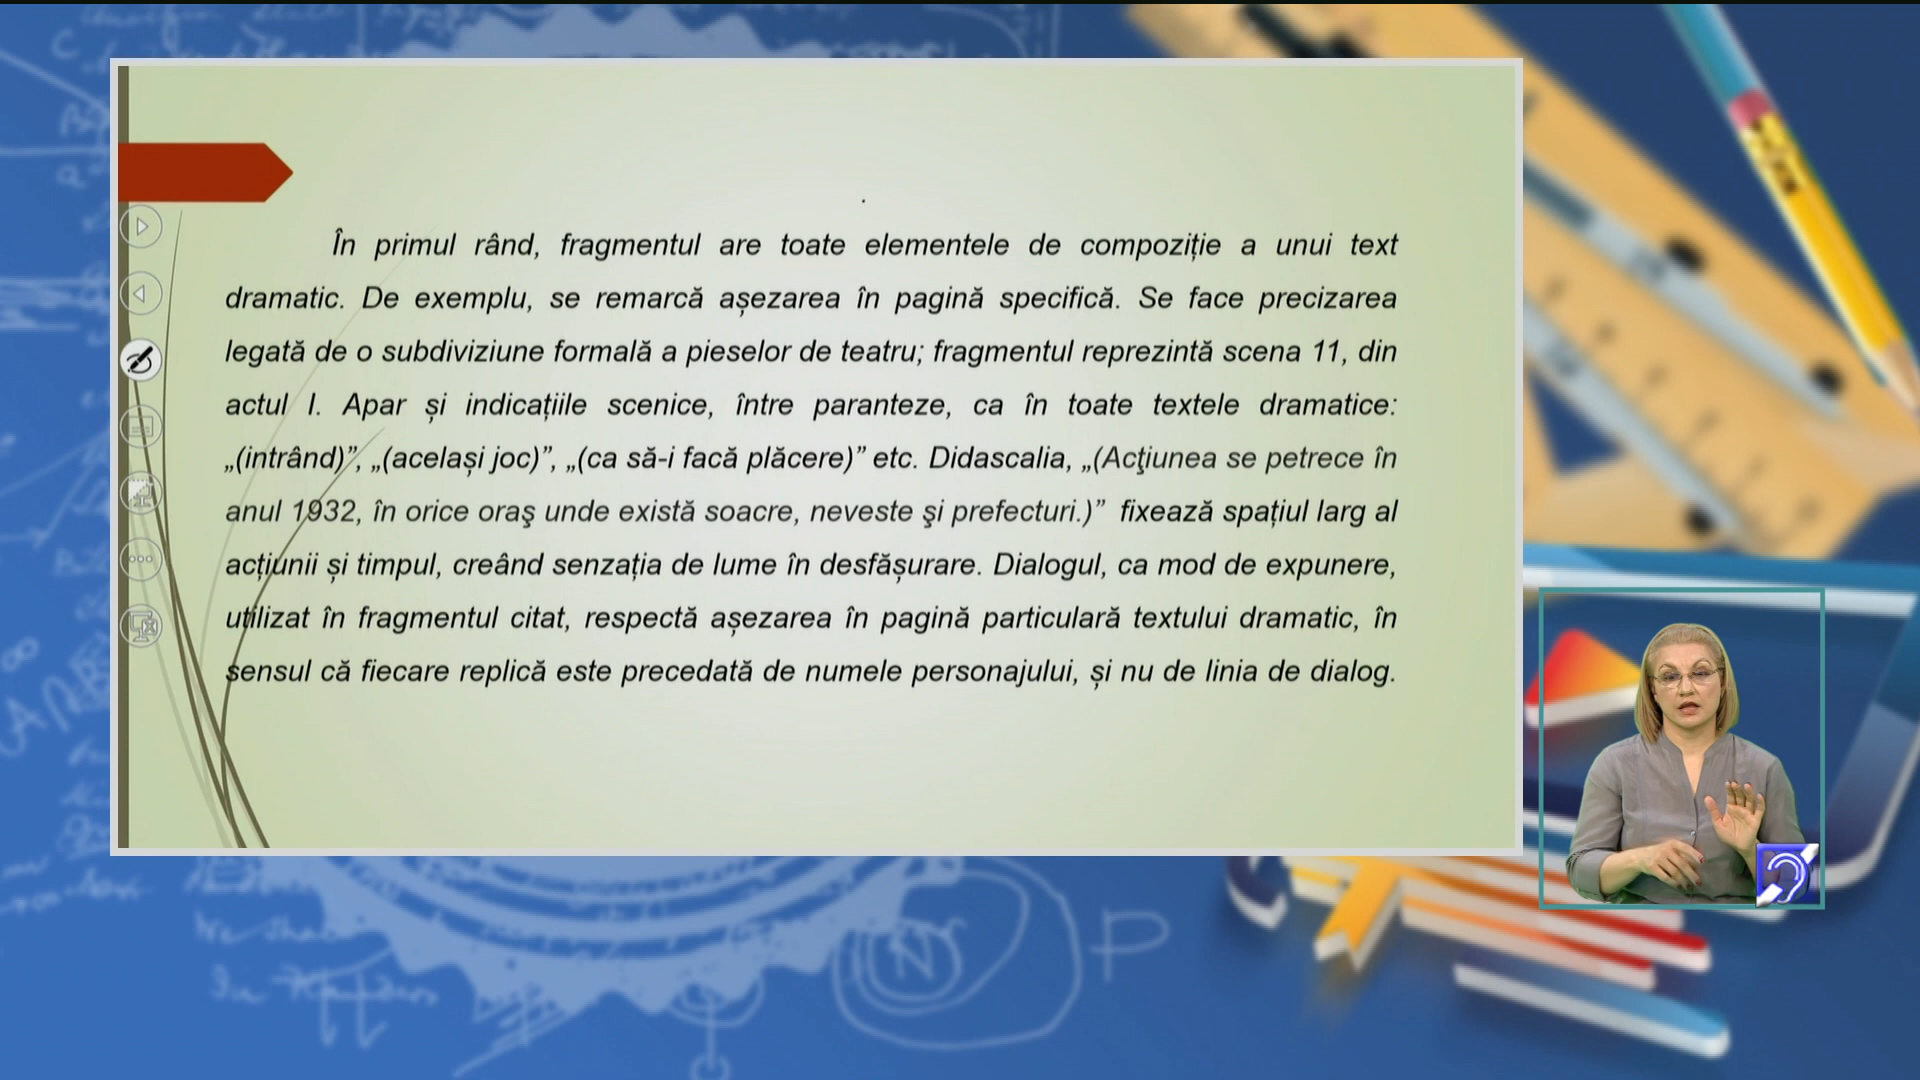 În primul rând, fragmentul are toate elementele de compoziție a unui text
dramatic. De exemplu, se remarcă așezarea în pagină specifică. Se face precizarea
legată de o subdiviziune formală a pieselor de teatru; fragmentul reprezintă scena 11, din
actul I. Apar și indicațiile scenice, între paranteze, ca în toate textele dramatice:
„(intrând)”, „(același joc)”, „(ca să-i facă plăcere)” etc. Didascalia, „(Acţiunea se petrece în
anul 1932, în orice oraş unde există soacre, neveste şi prefecturi.)” fixează spațiul larg al
acțiunii și timpul, creând senzația de lume în desfășurare. Dialogul, ca mod de expunere,
utilizat în fragmentul citat, respectă așezarea în pagină particulară textului dramatic, în
sensul că fiecare replică este precedată de numele personajului, și nu de linia de dialog.
N
P